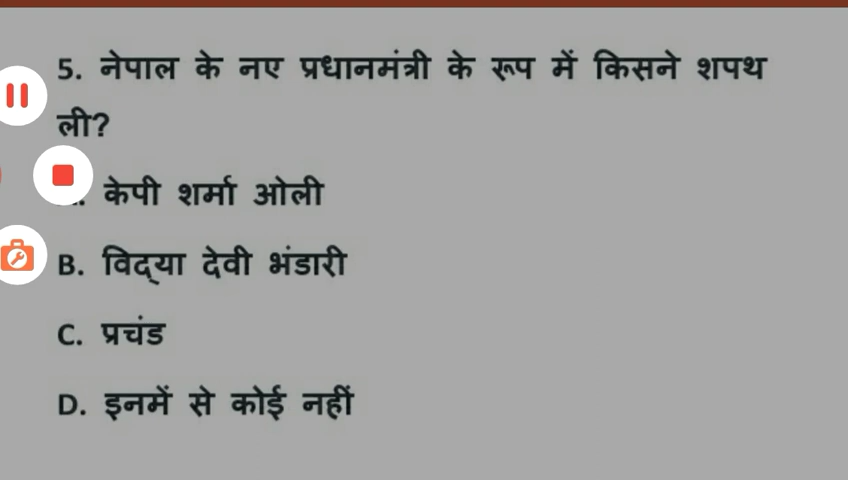 5. नेपाल के नए प्रधानमंत्री के रूप में किसने शपथ
ली?
केपी शर्मा ओली
B. विद्या देवी भंडारी
C. प्रचंड
D. इनमें से कोई नहीं